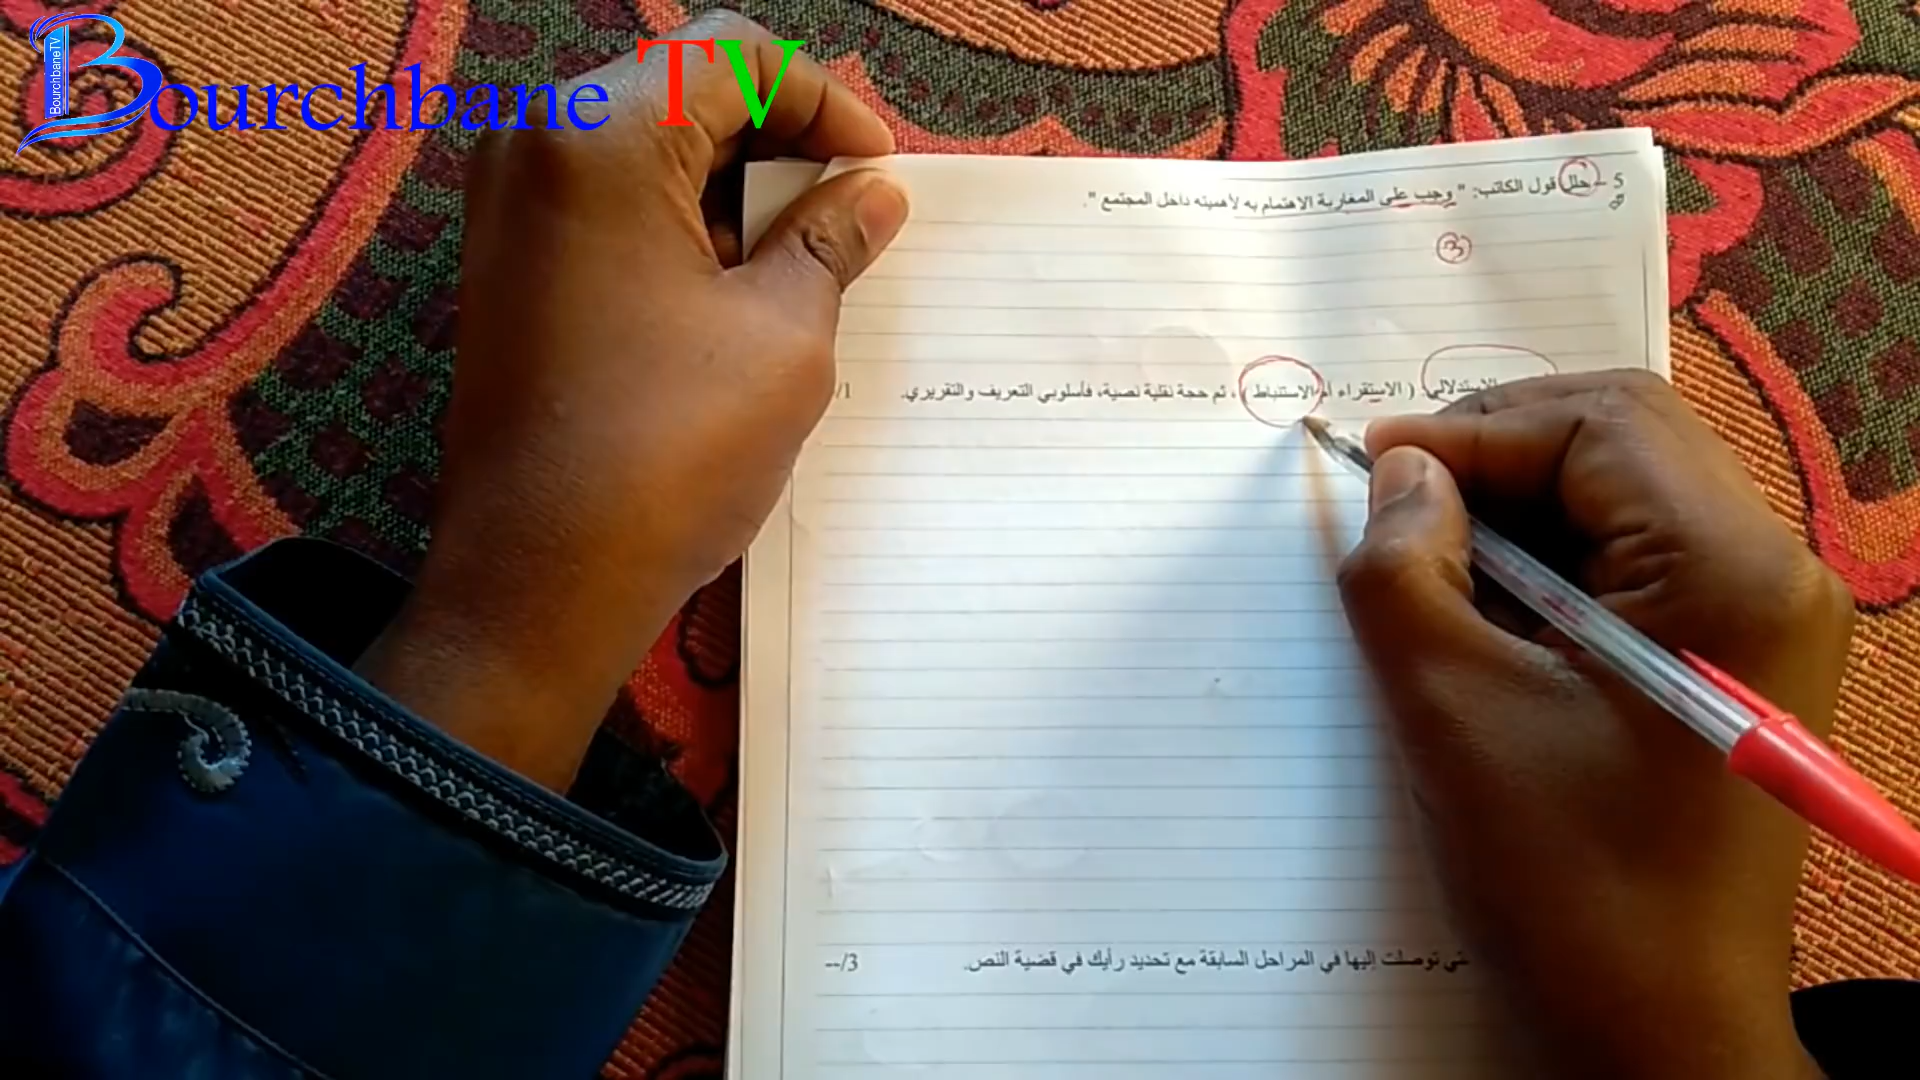 BourchbaneTV
Bourchbane TV
5 – حلل قول الكاتب: " وجب على المغاربة الاهتمام به لأهميته داخل المجتمع ".
3
الاستدلالي: ( الاستقراء أم الاستنباط ) ، ثم حجة نقلية نصية، فأسلوبي التعريف والتقريري. /1
توصلت إليها في المراحل السابقة مع تحديد رأيك في قضية النص. --/3